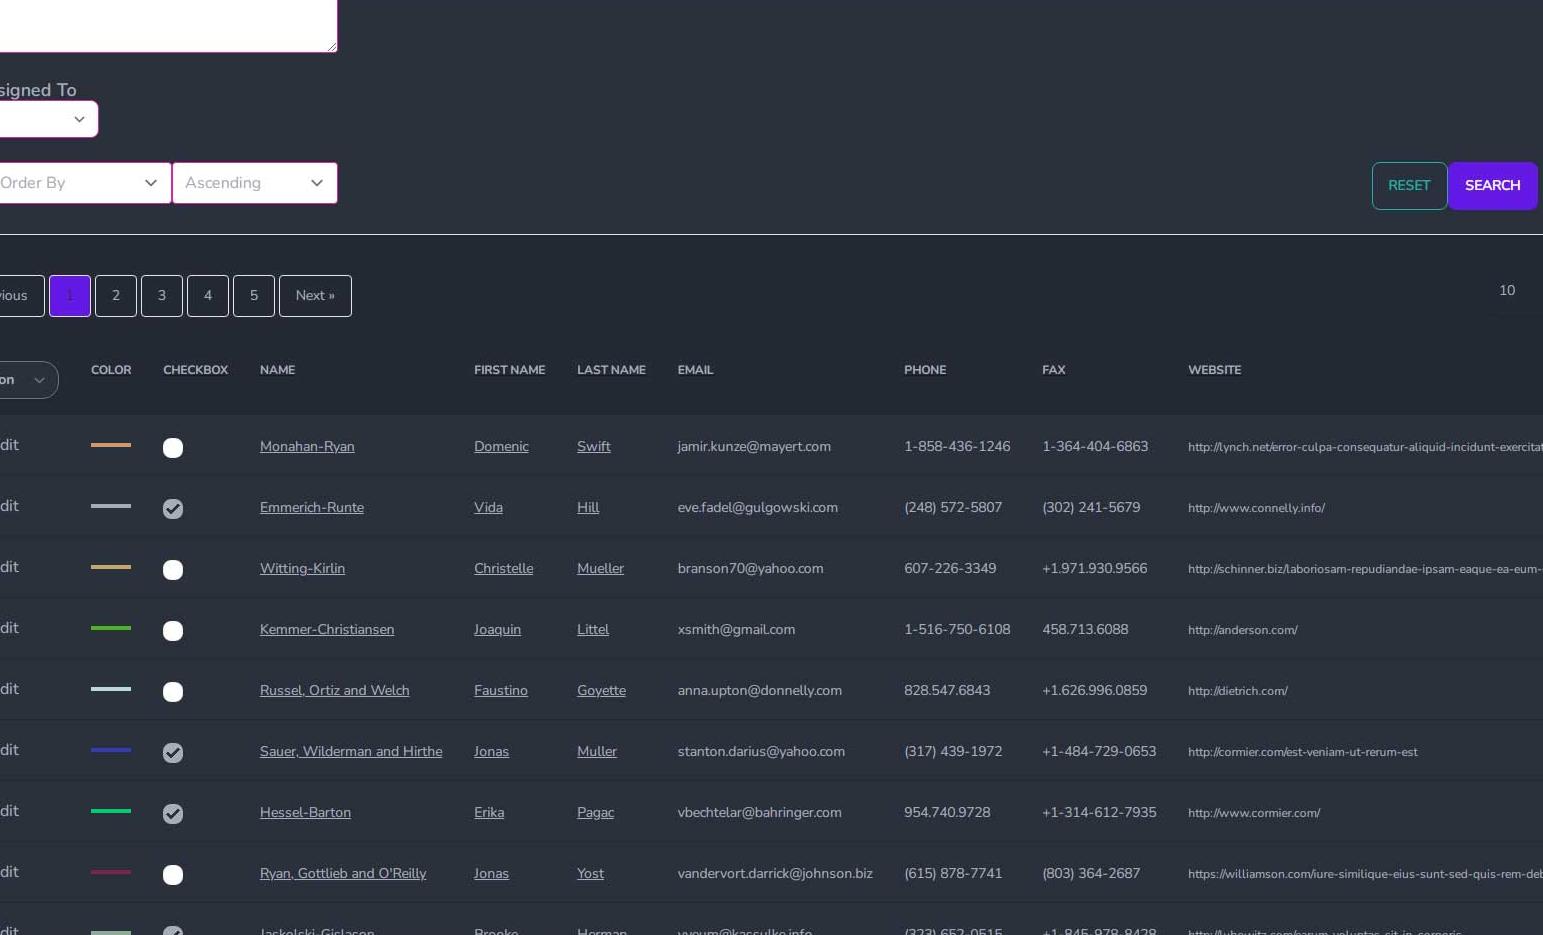 signed To
Order By Ascending RESET SEARCH
vious 1 2 3 4 5 Next » 10
on COLOR CHECKBOX NAME FIRST NAME LAST NAME EMAIL PHONE FAX WEBSITE
dit Monahan-Ryan Domenic Swift jamir.kunze@mayert.com 1-858-436-1246 1-364-404-6863 http://lynch.net/error-culpa-consequatur-aliquid-incidunt-exercitat
dit Emmerich-Runte Vida Hill eve.fadel@gulgowski.com (248) 572-5807 (302) 241-5679 http://www.connelly.info/
dit Witting-Kirlin Christelle Mueller branson70@yahoo.com 607-226-3349 +1.971.930.9566 http://schinner.biz/laboriosam-repudiandae-ipsam-eaque-ea-eum-
dit Kemmer-Christiansen Joaquin Littel xsmith@gmail.com 1-516-750-6108 458.713.6088 http://anderson.com/
dit Russel, Ortiz and Welch Faustino Goyette anna.upton@donnelly.com 828.547.6843 +1.626.996.0859 http://dietrich.com/
dit Sauer, Wilderman and Hirthe Jonas Muller stanton.darius@yahoo.com (317) 439-1972 +1-484-729-0653 http://cormier.com/est-veniam-ut-rerum-est
dit Hessel-Barton Erika Pagac vbechtelar@bahringer.com 954.740.9728 +1-314-612-7935 http://www.cormier.com/
dit Ryan, Gottlieb and O'Reilly Jonas Yost vandervort.darrick@johnson.biz (615) 878-7741 (803) 364-2687 https://williamson.com/iure-similique-eius-sunt-sed-quis-rem-del
dit Jaskolski-Gislason Brooke Herman (323) 652-0515 +1-845-978-8428